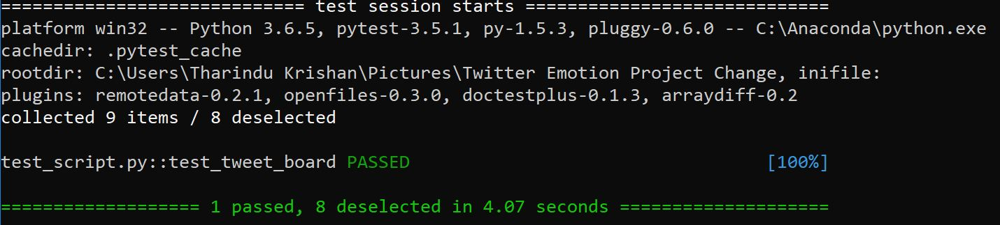 ============================= test session starts =============================
platform win32 -- Python 3.6.5, pytest-3.5.1, py-1.5.3, pluggy-0.6.0 -- C:\Anaconda\python.exe
cachedir: .pytest_cache
rootdir: C:\Users\Tharindu Krishan\Pictures\Twitter Emotion Project Change, inifile:
plugins: remotedata-0.2.1, openfiles-0.3.0, doctestplus-0.1.3, arraydiff-0.2
collected 9 items / 8 deselected
test_script.py::test_tweet_board PASSED                                  [100%]
=================== 1 passed, 8 deselected in 4.07 seconds ====================